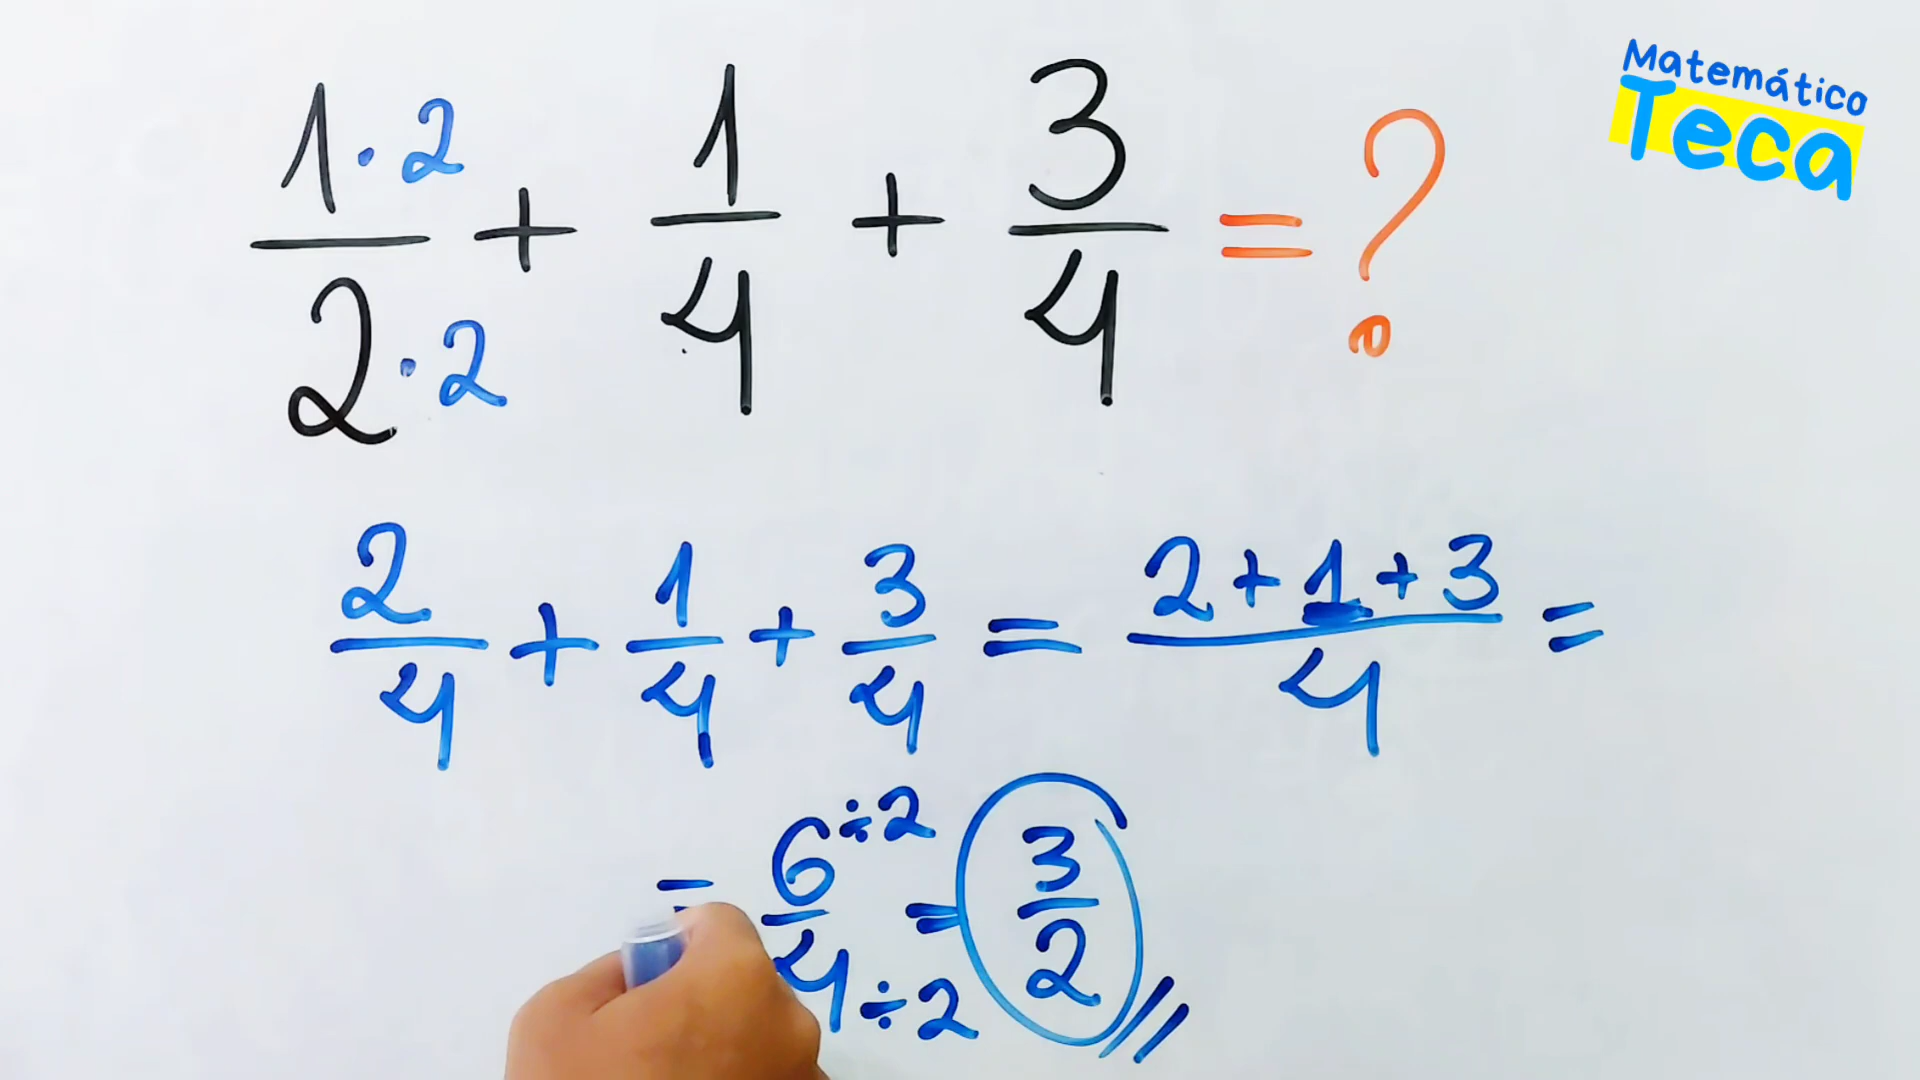 Matemático
Teca
1·2/2·2 + 1/4 + 3/4 = ?
2/4 + 1/4 + 3/4 = 2+1+3/4 =
= 6÷2/4÷2 = 3/2 //